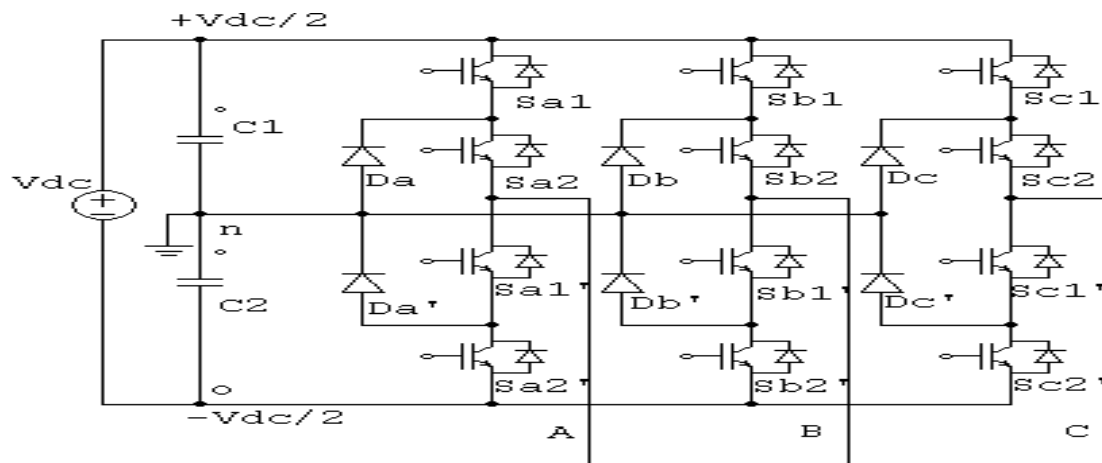 +Vdc/2
Sa1
Sb1
Sc1
C1
Vdc
Da
Sa2
Db
Sb2
Dc
Sc2
n
C2
Da'
Sa1'
Db'
Sb1'
Dc'
Sc1'
Sa2'
Sb2'
Sc2'
-Vdc/2
A
B
C